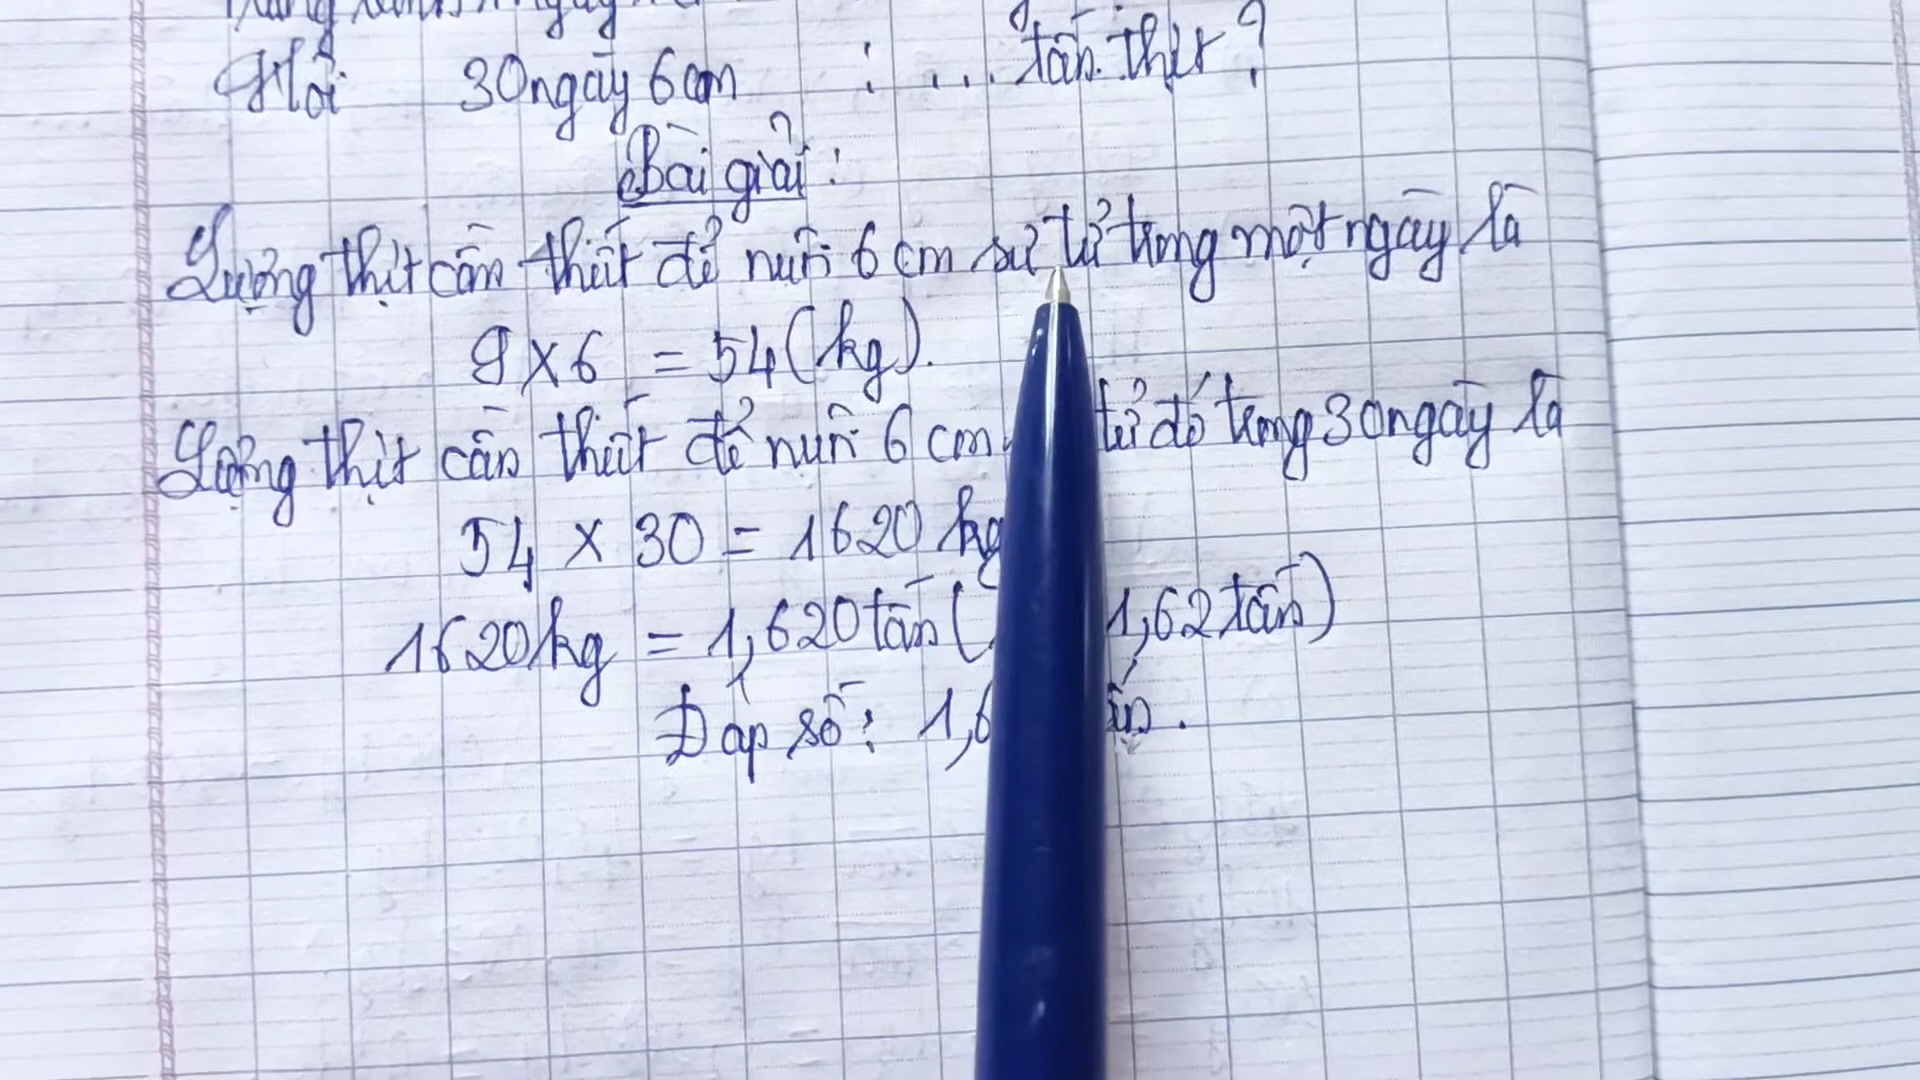 Hỏi 30 ngày 6 con : ... tấn thịt?
Bài giải:
Lượng thịt cần thiết để nuôi 6 con sư tử trong một ngày là
9 x 6 = 54 (kg).
Lượng thịt cần thiết để nuôi 6 con tử đó trong 30 ngày là
54 x 30 = 1620 kg
1620 kg = 1,620 tấn ( 1,62 tấn)
Đáp số: 1,6